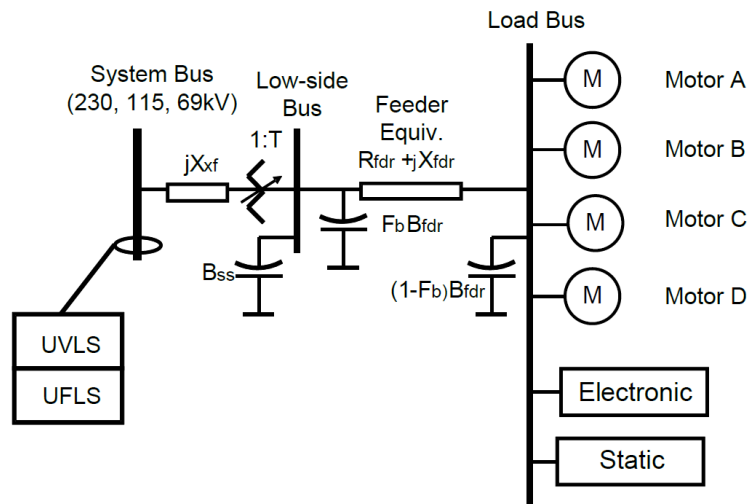 Load Bus
System Bus
(230, 115, 69kV)
Low-side
Bus
Feeder
Equiv.
Rfdr +jXfdr
1:T
jXxf
FbBfdr
Bss
(1-Fb)Bfdr
M
Motor A
M
Motor B
M
Motor C
M
Motor D
UVLS
UFLS
Electronic
Static